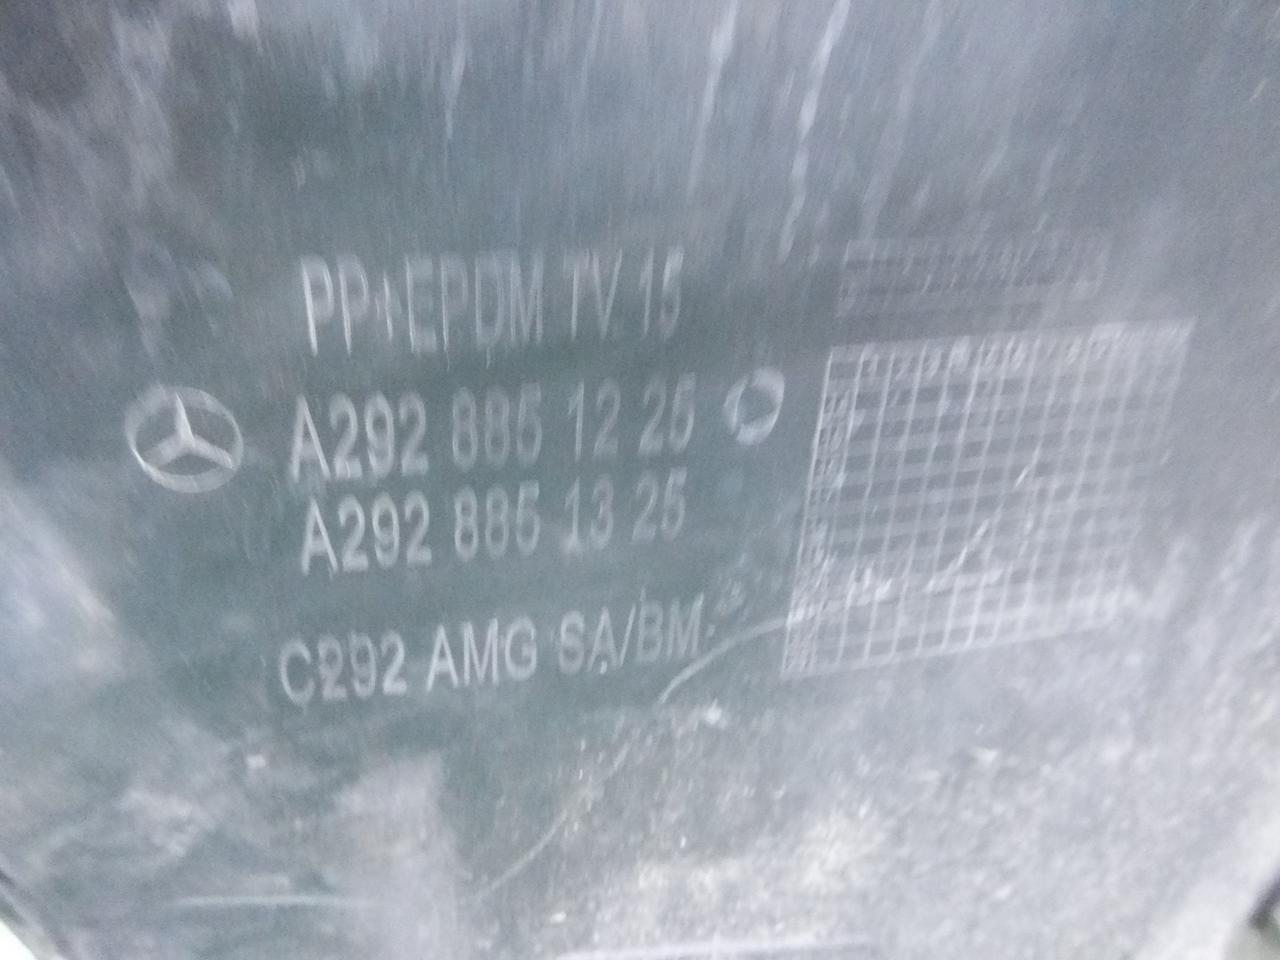 PP+EPDM TV 15
A292 885 12 25
A292 885 13 25
C292 AMG SA/BM